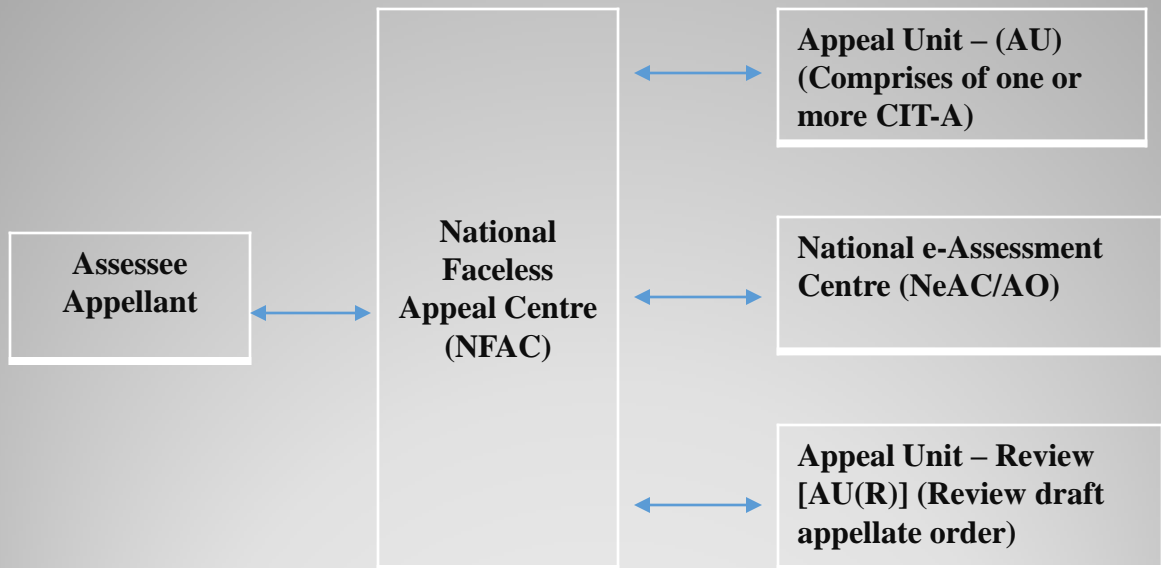 Assessee
Appellant
National
Faceless
Appeal Centre
(NFAC)
Appeal Unit – (AU)
(Comprises of one or
more CIT-A)
National e-Assessment
Centre (NeAC/AO)
Appeal Unit – Review
[AU(R)] (Review draft
appellate order)